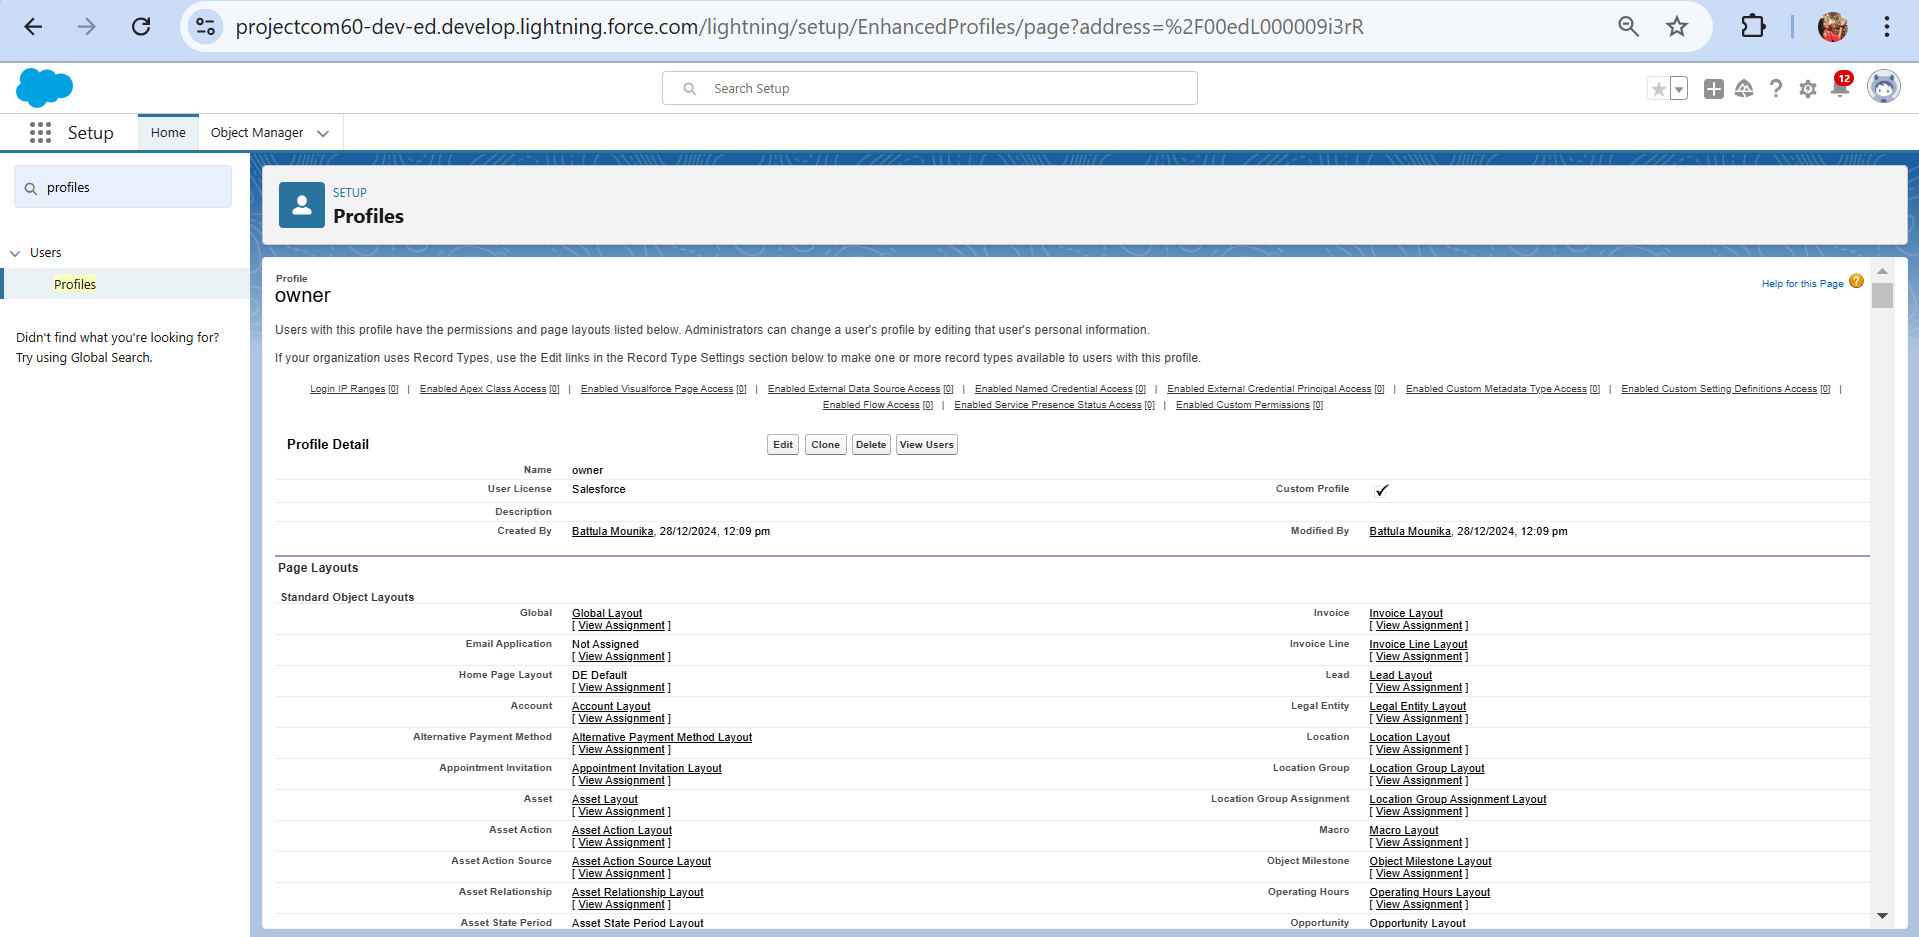 projectcom60-dev-ed.develop.lightning.force.com/lightning/setup/EnhancedProfiles/page?address=%2F00edL000009i3rR
Search Setup
12
Setup
Home
Object Manager
profiles
Users
Profiles
Didn't find what you're looking for?
Try using Global Search.
SETUP
Profiles
Profile
owner
Help for this Page ?
Users with this profile have the permissions and page layouts listed below. Administrators can change a user's profile by editing that user's personal information.
If your organization uses Record Types, use the Edit links in the Record Type Settings section below to make one or more record types available to users with this profile.
Login IP Ranges [0] | Enabled Apex Class Access [0] | Enabled Visualforce Page Access [0] | Enabled External Data Source Access [0] | Enabled Named Credential Access [0] | Enabled External Credential Principal Access [0] | Enabled Custom Metadata Type Access [0] | Enabled Custom Setting Definitions Access [0] |
Enabled Flow Access [0] | Enabled Service Presence Status Access [0] | Enabled Custom Permissions [0]
Profile Detail
Edit Clone Delete View Users
Name owner
User License Salesforce Custom Profile ✓
Description
Created By Battula Mounika, 28/12/2024, 12:09 pm Modified By Battula Mounika, 28/12/2024, 12:09 pm
Page Layouts
Standard Object Layouts
Global Global Layout Invoice Invoice Layout
[ View Assignment ] [ View Assignment ]
Email Application Not Assigned Invoice Line Invoice Line Layout
[ View Assignment ] [ View Assignment ]
Home Page Layout DE Default Lead Lead Layout
[ View Assignment ] [ View Assignment ]
Account Account Layout Legal Entity Legal Entity Layout
[ View Assignment ] [ View Assignment ]
Alternative Payment Method Alternative Payment Method Layout Location Location Layout
[ View Assignment ] [ View Assignment ]
Appointment Invitation Appointment Invitation Layout Location Group Location Group Layout
[ View Assignment ] [ View Assignment ]
Asset Asset Layout Location Group Assignment Location Group Assignment Layout
[ View Assignment ] [ View Assignment ]
Asset Action Asset Action Layout Macro Macro Layout
[ View Assignment ] [ View Assignment ]
Asset Action Source Asset Action Source Layout Object Milestone Object Milestone Layout
[ View Assignment ] [ View Assignment ]
Asset Relationship Asset Relationship Layout Operating Hours Operating Hours Layout
[ View Assignment ] [ View Assignment ]
Asset State Period Asset State Period Layout Opportunity Opportunity Layout